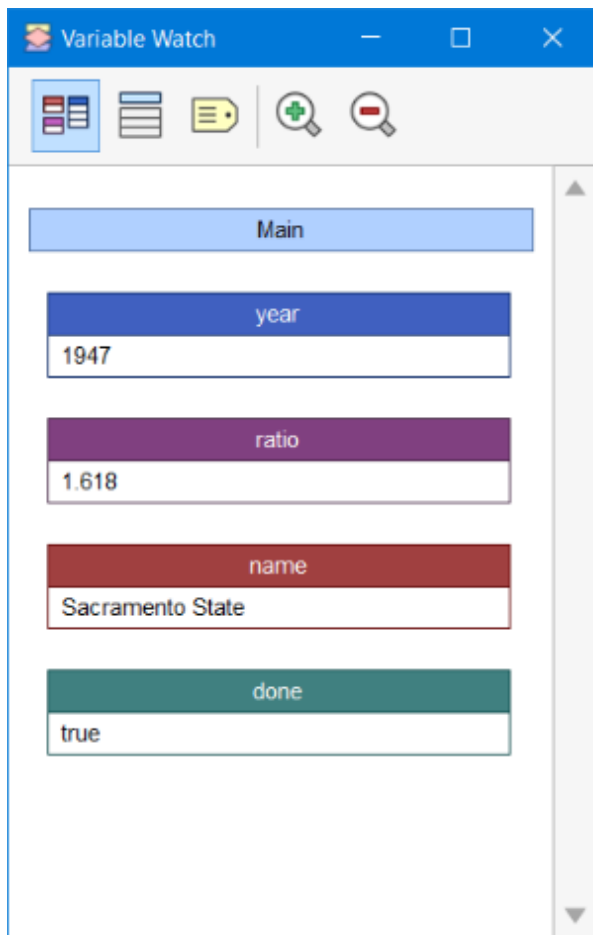 Variable Watch
Main
year
1947
ratio
1.618
name
Sacramento State
done
true